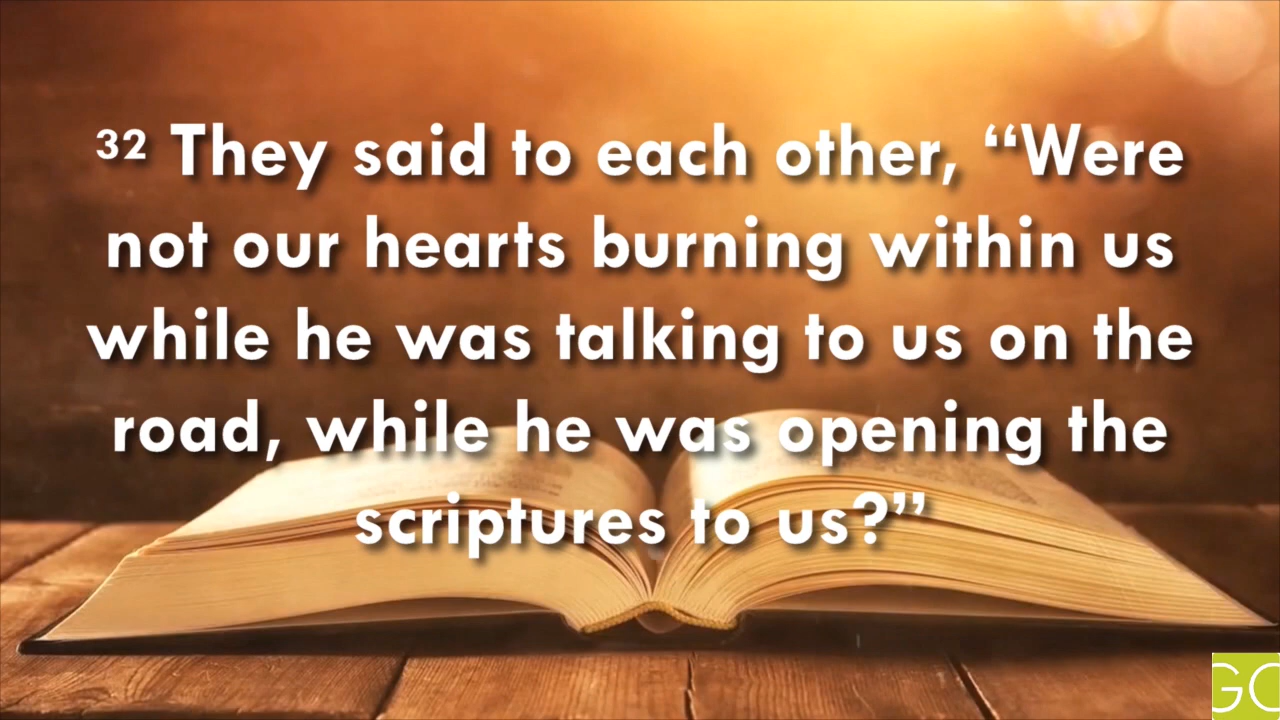 ³² They said to each other, “Were
not our hearts burning within us
while he was talking to us on the
road, while he was opening the
scriptures to us?”
GC